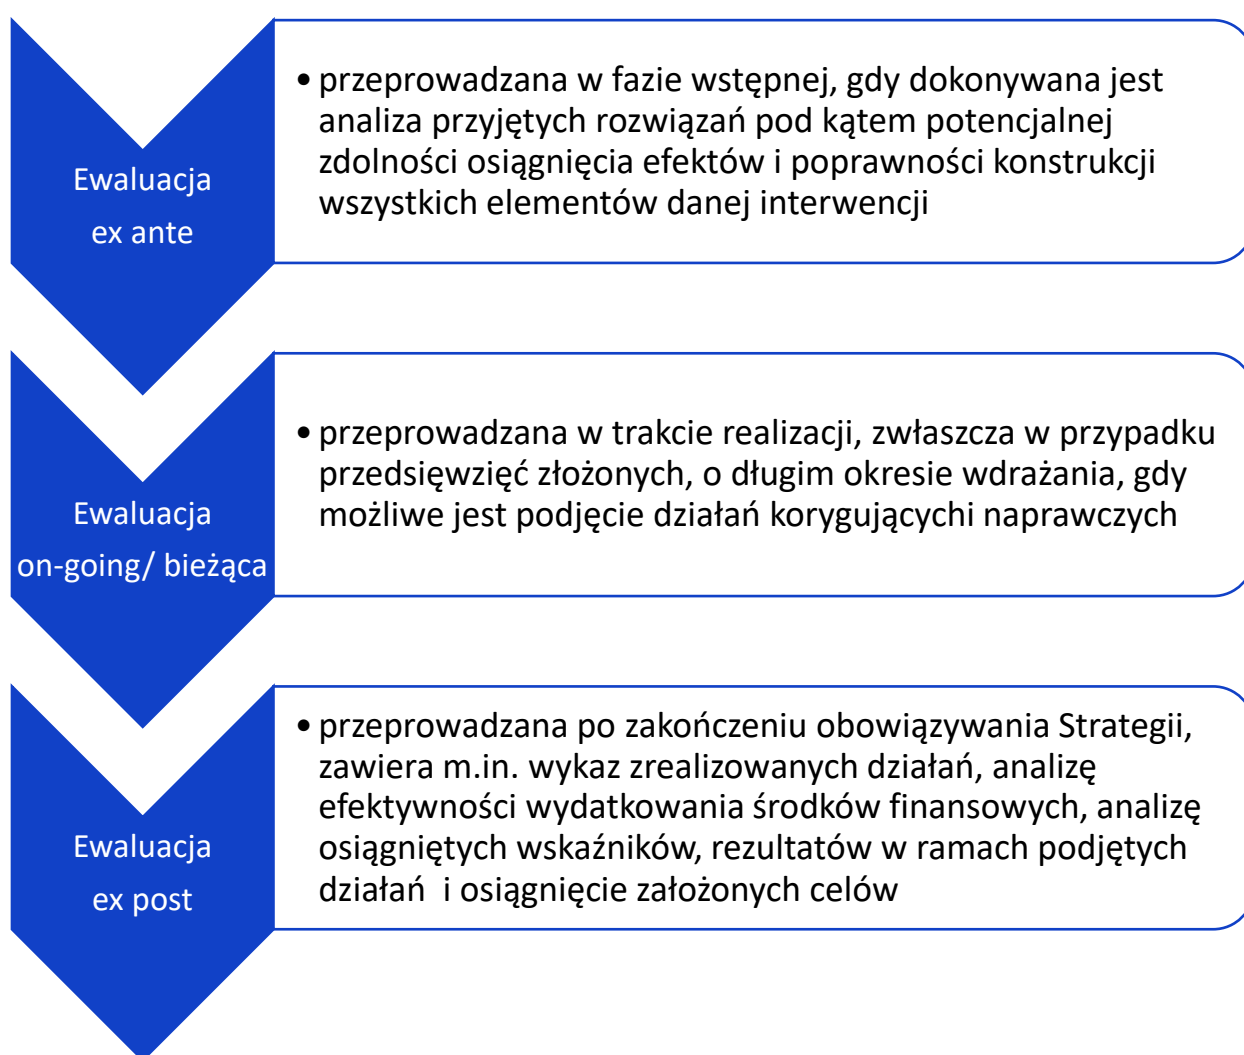 Ewaluacja
ex ante
• przeprowadzana w fazie wstępnej, gdy dokonywana jest
analiza przyjętych rozwiązań pod kątem potencjalnej
zdolności osiągnięcia efektów i poprawności konstrukcji
wszystkich elementów danej interwencji
Ewaluacja
on-going/ bieżąca
• przeprowadzana w trakcie realizacji, zwłaszcza w przypadku
przedsięwzięć złożonych, o długim okresie wdrażania, gdy
możliwe jest podjęcie działań korygującychi naprawczych
Ewaluacja
ex post
• przeprowadzana po zakończeniu obowiązywania Strategii,
zawiera m.in. wykaz zrealizowanych działań, analizę
efektywności wydatkowania środków finansowych, analizę
osiągniętych wskaźników, rezultatów w ramach podjętych
działań  i osiągnięcie założonych celów